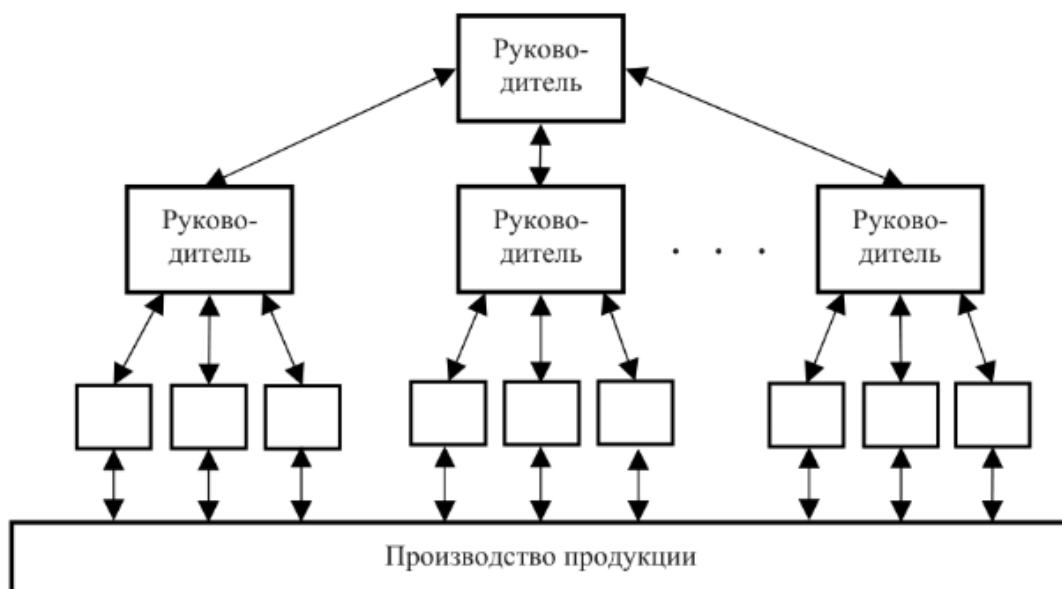 Руково-
дитель
Руково-
дитель
Руково-
дитель
. . .
Руково-
дитель
Производство продукции